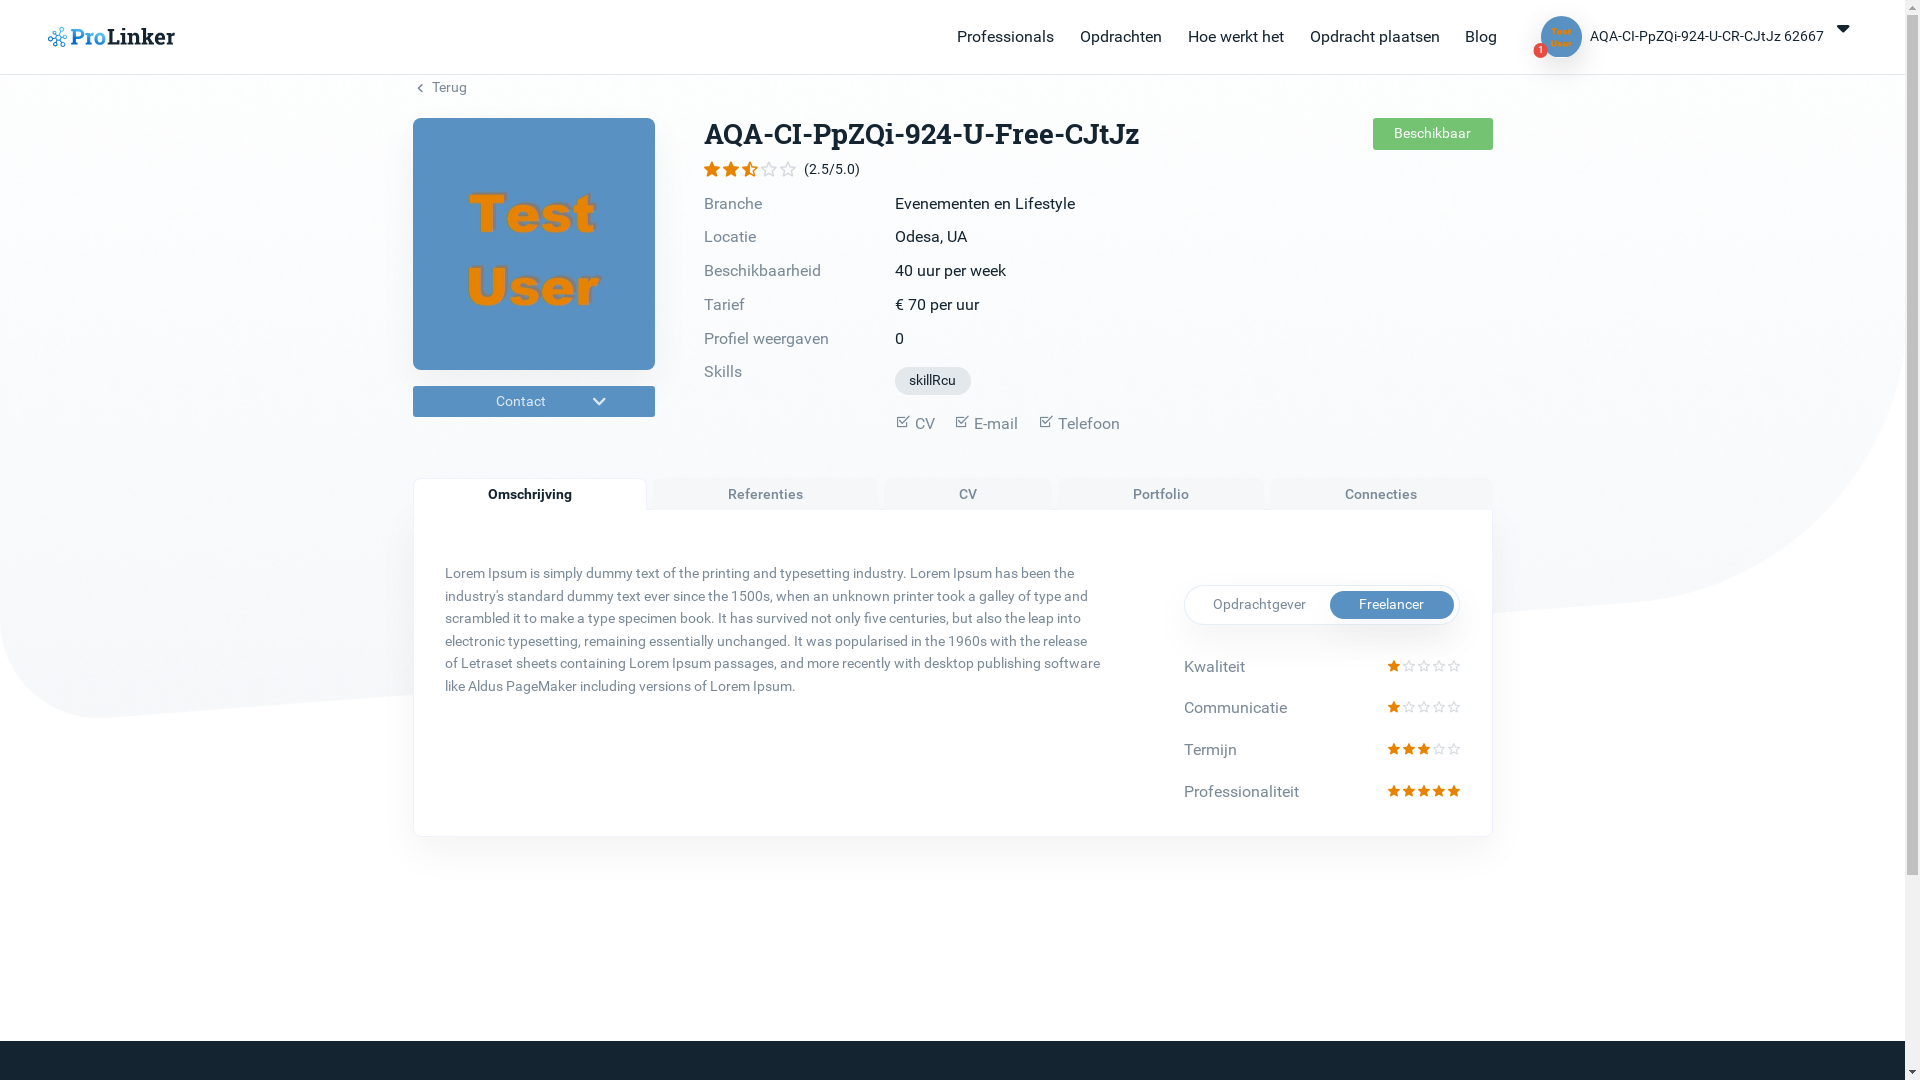 ProLinker
Professionals
Opdrachten
Hoe werkt het
Opdracht plaatsen
Blog
Test
User
1
AQA-CI-PpZQi-924-U-CR-CJtJz 62667
Terug
Test
User
AQA-CI-PpZQi-924-U-Free-CJtJz
Beschikbaar
(2.5/5.0)
Branche Evenementen en Lifestyle
Locatie Odesa, UA
Beschikbaarheid 40 uur per week
Tarief € 70 per uur
Profiel weergaven 0
Skills skillRcu
Contact
CV E-mail Telefoon
Omschrijving Referenties CV Portfolio Connecties
Lorem Ipsum is simply dummy text of the printing and typesetting industry. Lorem Ipsum has been the
industry's standard dummy text ever since the 1500s, when an unknown printer took a galley of type and
scrambled it to make a type specimen book. It has survived not only five centuries, but also the leap into
electronic typesetting, remaining essentially unchanged. It was popularised in the 1960s with the release
of Letraset sheets containing Lorem Ipsum passages, and more recently with desktop publishing software
like Aldus PageMaker including versions of Lorem Ipsum.
Opdrachtgever Freelancer
Kwaliteit
Communicatie
Termijn
Professionaliteit